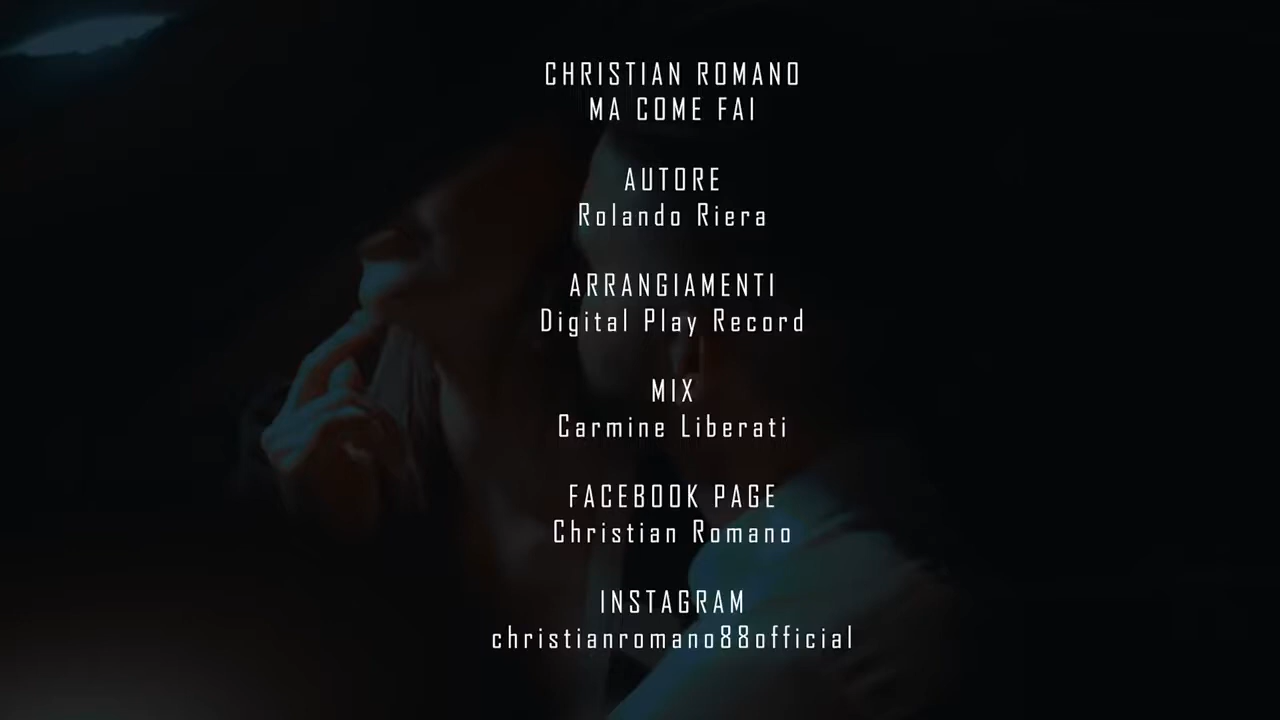 CHRISTIAN ROMANO
MA COME FAI
AUTORE
Rolando Riera
ARRANGIAMENTI
Digital Play Record
MIX
Carmine Liberati
FACEBOOK PAGE
Christian Romano
INSTAGRAM
christianromano88official